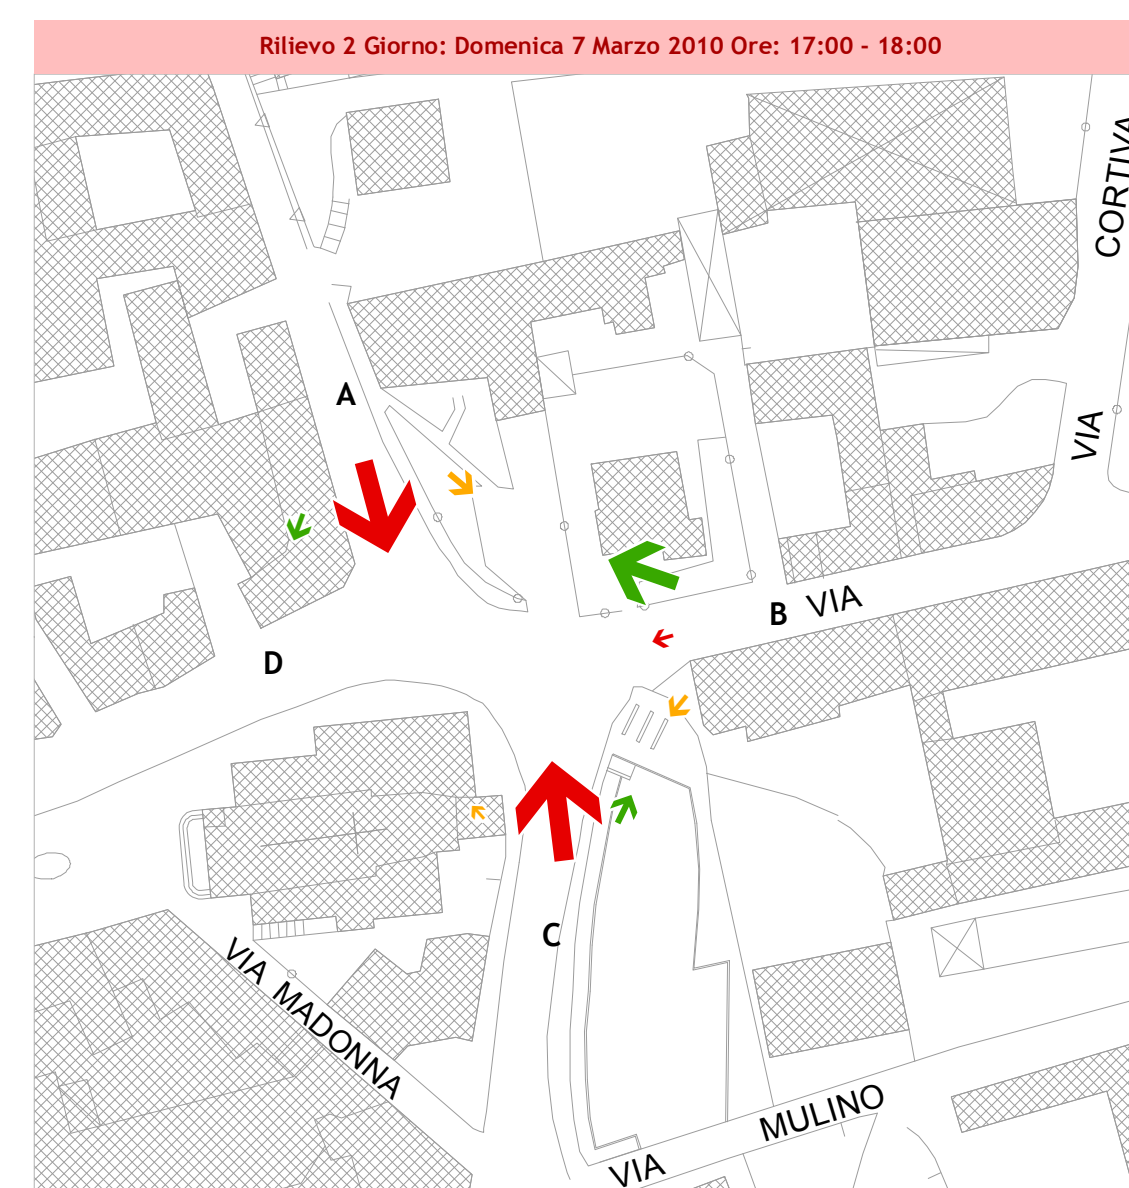 Rilievo 2 Giorno: Domenica 7 Marzo 2010 Ore: 17:00 - 18:00
CORTIVA
VIA
A
B
VIA
D
C
VIA MADONNA
VIA MULINO